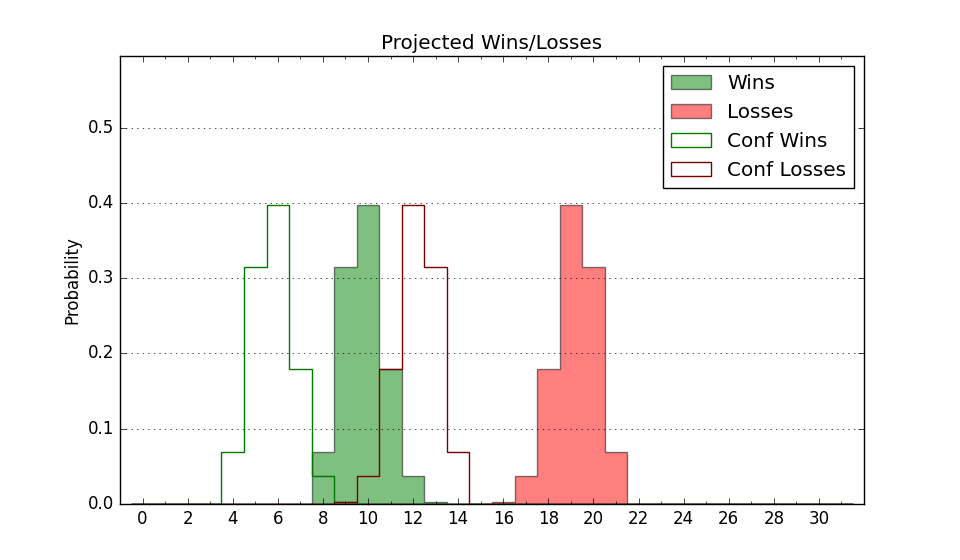 Projected Wins/Losses
Wins
Losses
Conf Wins
Conf Losses
Probability
0.5
0.4
0.3
0.2
0.1
0.0
0 2 4 6 8 10 12 14 16 18 20 22 24 26 28 30